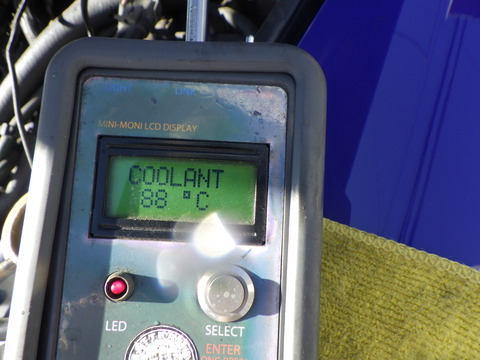 MINI-MONI LCD DISPLAY
COOLANT
88 °C
LED
SELECT
ENTER